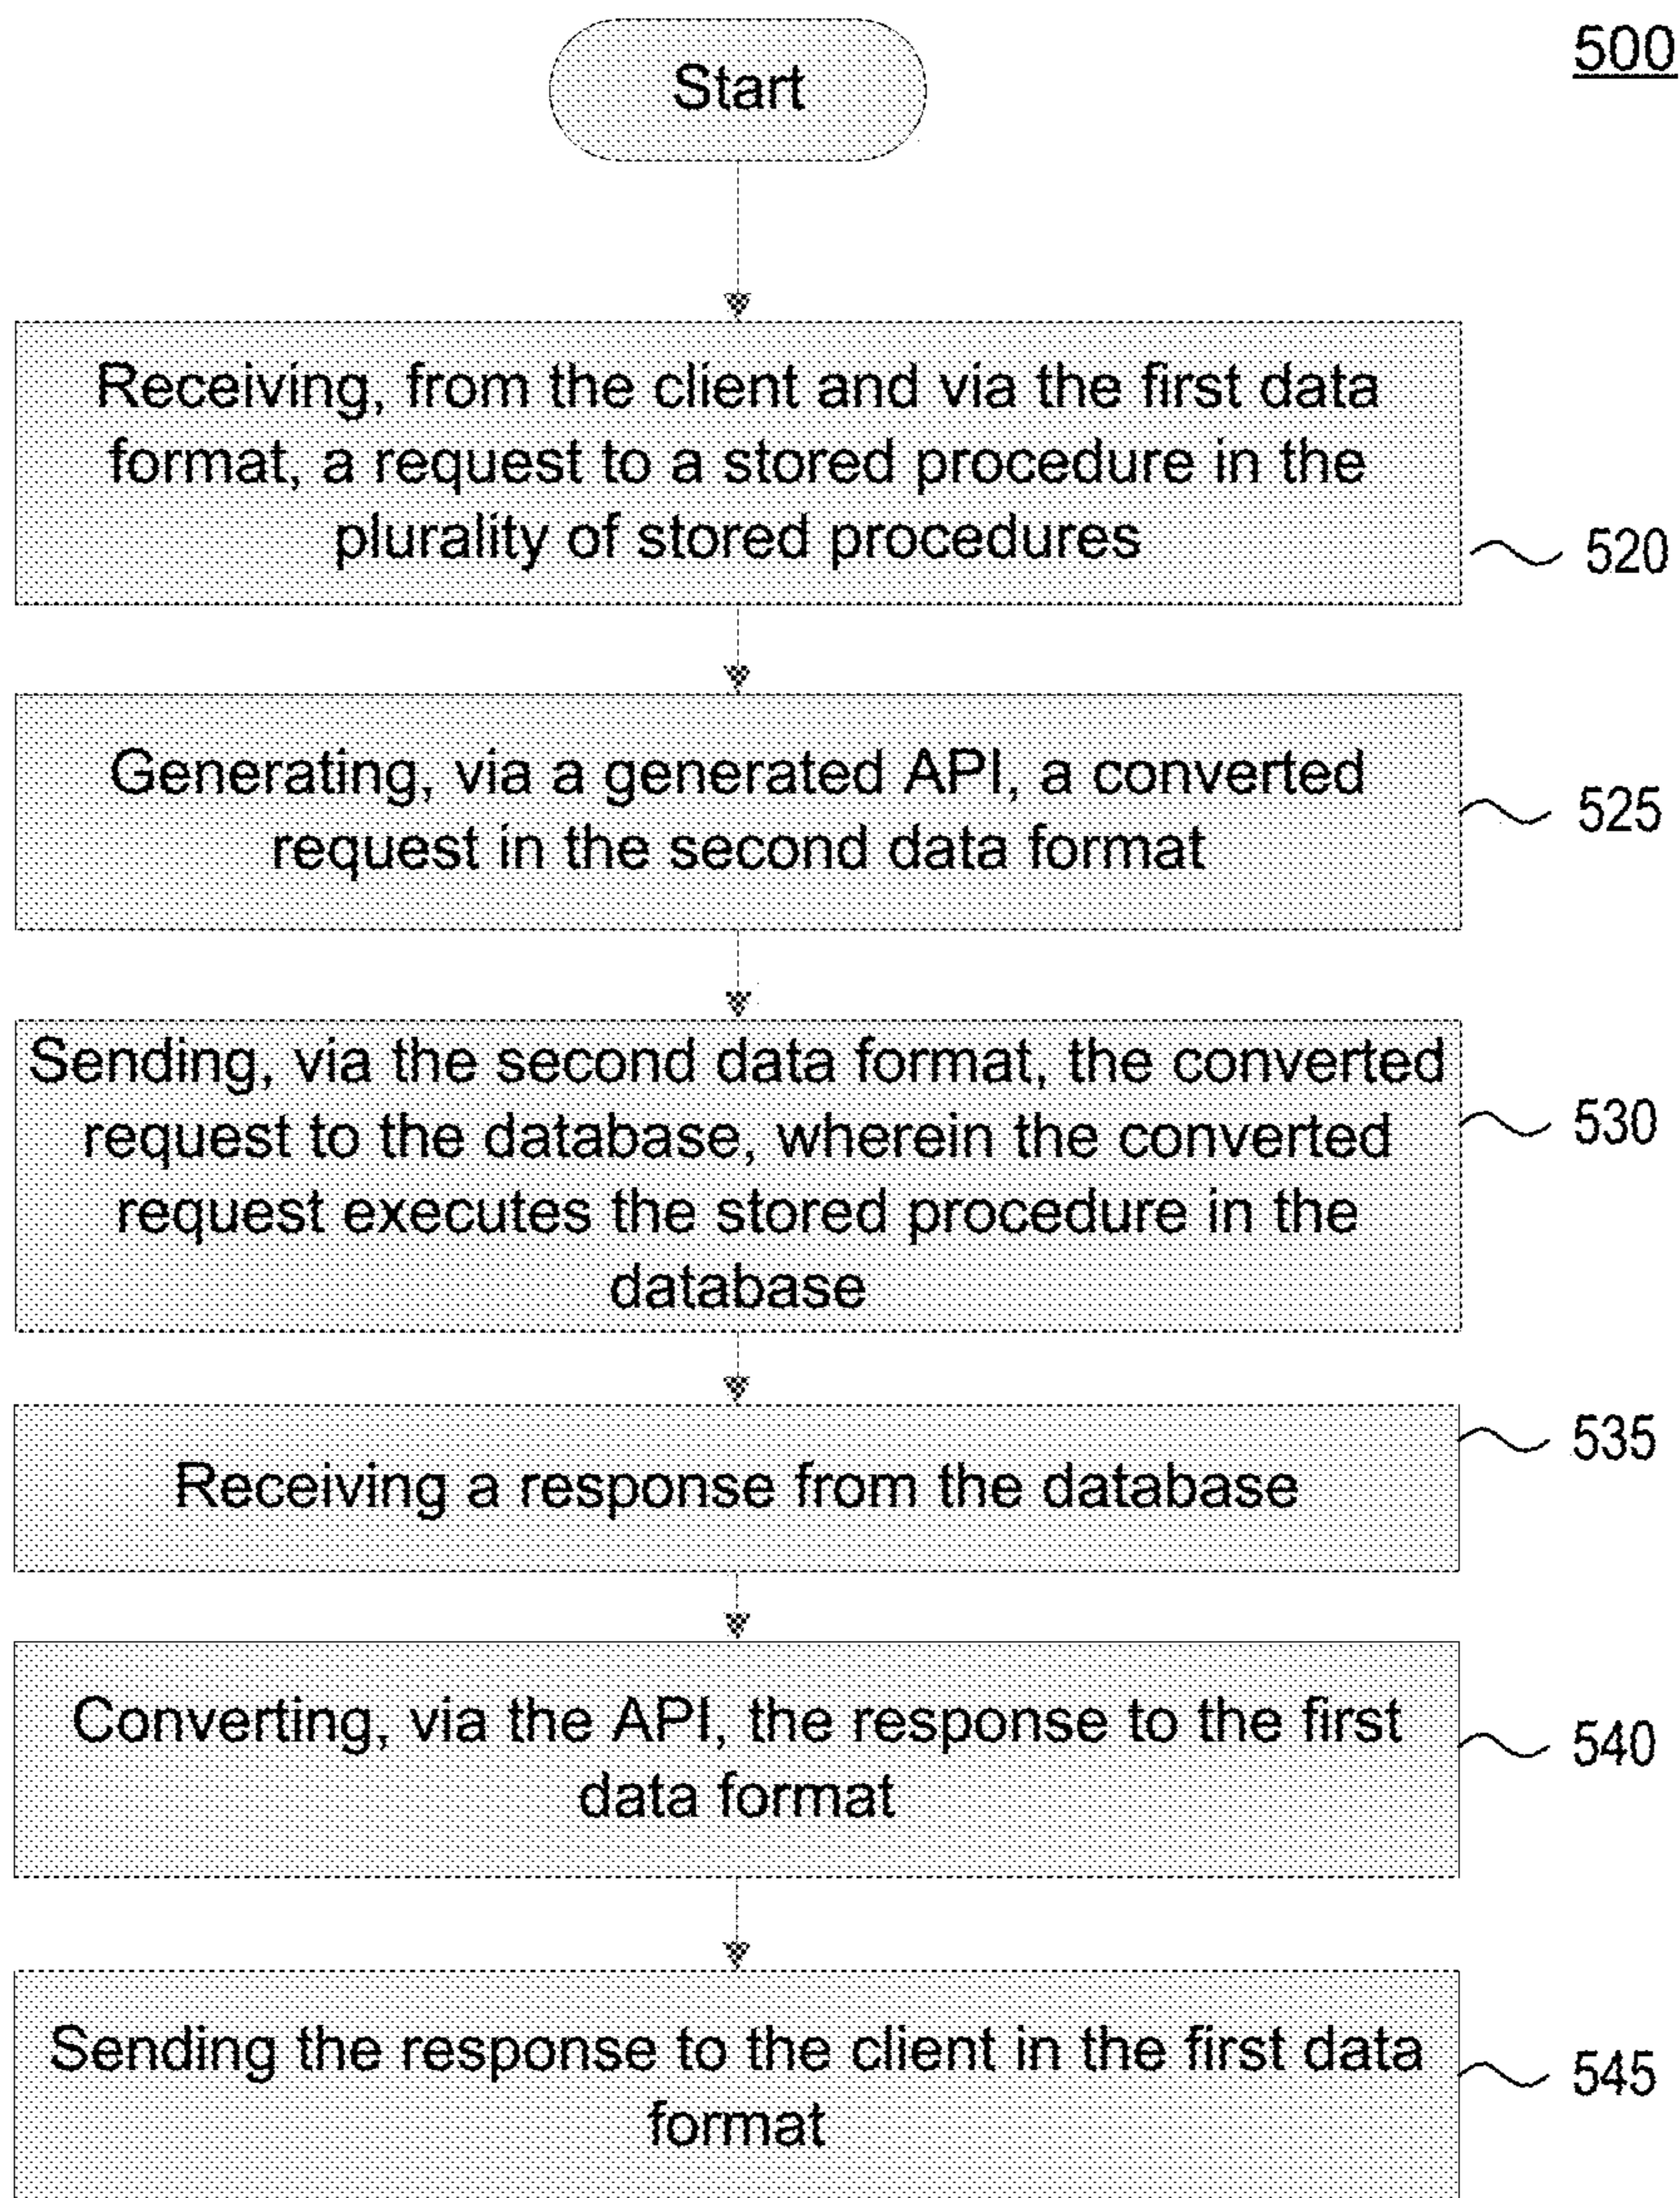 500
Start
Receiving, from the client and via the first data
format, a request to a stored procedure in the
plurality of stored procedures
520
Generating, via a generated API, a converted
request in the second data format
525
Sending, via the second data format, the converted
request to the database, wherein the converted
request executes the stored procedure in the
database
530
Receiving a response from the database
535
Converting, via the API, the response to the first
data format
540
Sending the response to the client in the first data
format
545